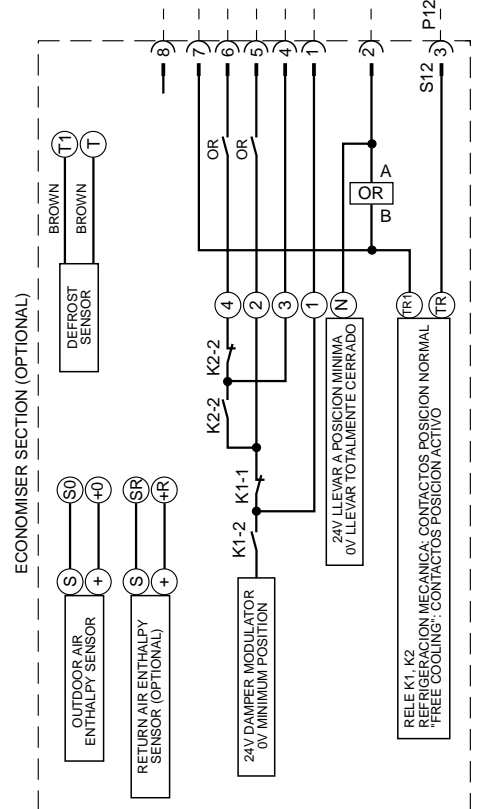 ECONOMISER SECTION (OPTIONAL)
OUTDOOR AIR
ENTHALPY SENSOR
S
S0
+
+0
RETURN AIR ENTHALPY
SENSOR (OPTIONAL)
S
SR
+
+R
DEFROST
SENSOR
BROWN
T1
BROWN
T
8
7
6
5
4
1
2
3
P12
S12
OR
OR
4
2
3
1
N
K2-2
K2-2
K1-1
K1-2
24V DAMPER MODULATOR
0V MINIMUM POSITION
24V LLEVAR A POSICION MINIMA
0V LLEVAR TOTALMENTE CERRADO
A
OR
B
TR1
TR
RELE K1, K2
REFRIGERACION MECANICA: CONTACTOS POSICION NORMAL
"FREE COOLING": CONTACTOS POSICION ACTIVO